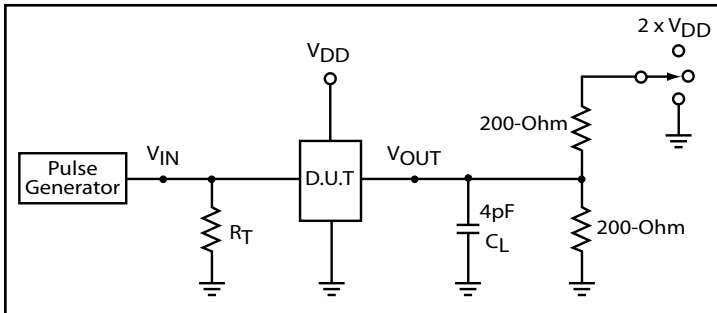 2 x VDD
VDD
200-Ohm
Pulse
Generator
VIN
D.U.T
VOUT
RT
4pF
CL
200-Ohm